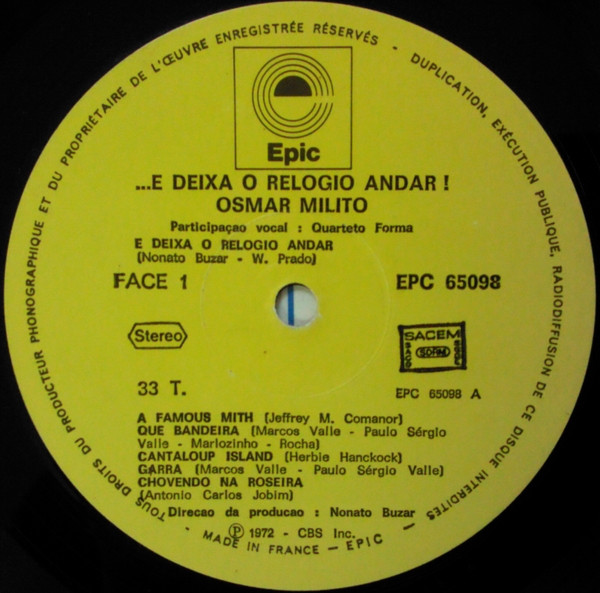 TOUS DROITS DU PRODUCTEUR PHONOGRAPHIQUE ET DU PROPRIÉTAIRE DE L'ŒUVRE ENREGISTRÉE RÉSERVÉS - DUPLICATION, EXÉCUTION PUBLIQUE, RADIODIFFUSION DE CE DISQUE INTERDITES
Epic
...E DEIXA O RELOGIO ANDAR !
OSMAR MILITO
Participaçao vocal : Quarteto Forma
E DEIXA O RELOGIO ANDAR
(Nonato Buzar - W. Prado)
FACE 1
EPC 65098
Stereo
SACEM
SACD SDRM SGDL
33 T.
EPC 65098 A
A FAMOUS MITH (Jeffrey M. Comanor)
QUE BANDEIRA (Marcos Valle - Paulo Sérgio
Valle - Marlozinho - Rocha)
CANTALOUP ISLAND (Herbie Hanckock)
GARRA (Marcos Valle - Paulo Sérgio Valle)
CHOVENDO NA ROSEIRA
(Antonio Carlos Jobim)
Direcao da producao : Nonato Buzar
Ⓟ 1972 - CBS Inc.
- MADE IN FRANCE - EPIC -